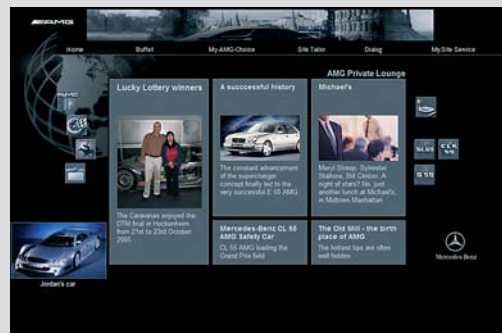 AMG
Home Buffet My AMG-Choice Site Tailor Dialog My Site Service
AMG Private Lounge
Lucky Lottery winners
The Caravanas enjoyed the
DTM final in Hockenheim
from 21st to 23rd October
2005.
A succcessful history
The constant advancement
of the supercharger
concept finally led to the
very successful E 50 AMG.
Michael's
Meryl Streep, Sylvester
Stallone, Bill Clinton. A
night of stars? No, just
another lunch at Michael's,
in Midtown Manhattan
Mercedes-Benz CL 55
AMG Safety Car
CL 55 AMG leading the
Grand Prix field
The Old Mill - the birth
place of AMG
The hottest tips are often
well hidden
AMG
CLK
55
G 55
Jordan's car
Mercedes-Benz